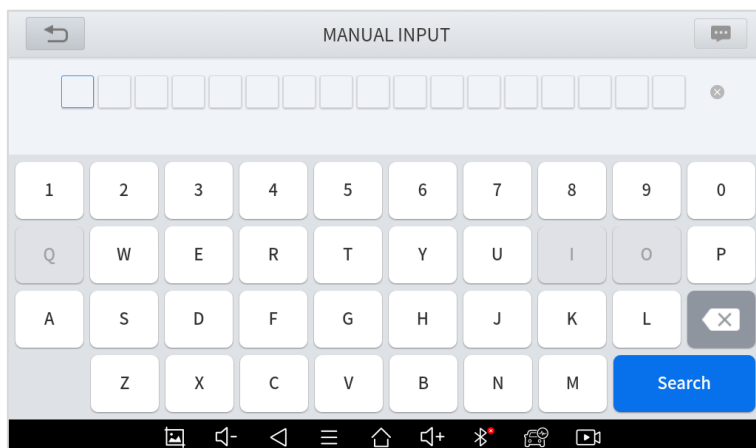 MANUAL INPUT
1 2 3 4 5 6 7 8 9 0
Q W E R T Y U I O P
A S D F G H J K L
Z X C V B N M Search